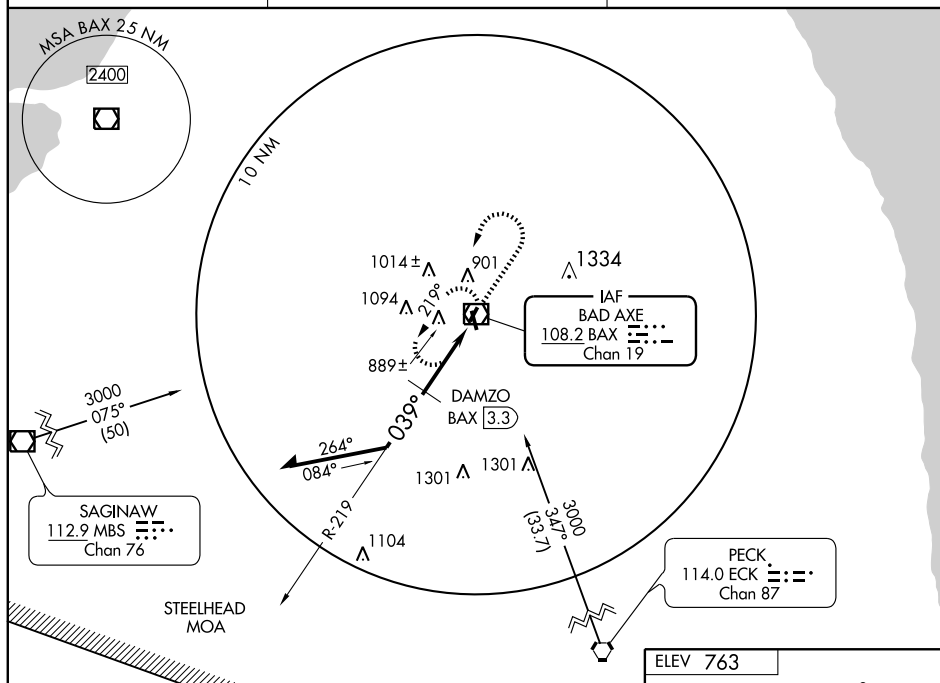 MSA BAX 25 NM
2400
10 NM
1014 ±
901
1334
1094
219°
889±
IAF
BAD AXE
108.2 BAX
Chan 19
DAMZO
BAX 3.3
039°
3000
075°
(50)
264°
084°
1301
1301
SAGINAW
112.9 MBS
Chan 76
R-219
1104
3000
347°
(33.7)
PECK
114.0 ECK
Chan 87
STEELHEAD
MOA
ELEV 763